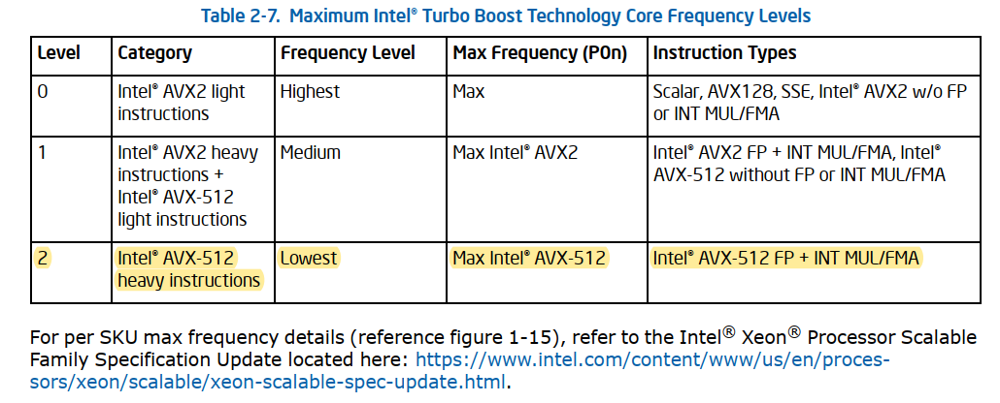 Table 2-7. Maximum Intel® Turbo Boost Technology Core Frequency Levels
Level Category Frequency Level Max Frequency (P0n) Instruction Types
0 Intel® AVX2 light Highest Max Scalar, AVX128, SSE, Intel® AVX2 w/o FP
instructions or INT MUL/FMA
1 Intel® AVX2 heavy Medium Max Intel® AVX2 Intel® AVX2 FP + INT MUL/FMA, Intel®
instructions + AVX-512 without FP or INT MUL/FMA
Intel® AVX-512
light instructions
2 Intel® AVX-512 Lowest Max Intel® AVX-512 Intel® AVX-512 FP + INT MUL/FMA
heavy instructions
For per SKU max frequency details (reference figure 1-15), refer to the Intel® Xeon® Processor Scalable
Family Specification Update located here: https://www.intel.com/content/www/us/en/proces-
sors/xeon/scalable/xeon-scalable-spec-update.html.